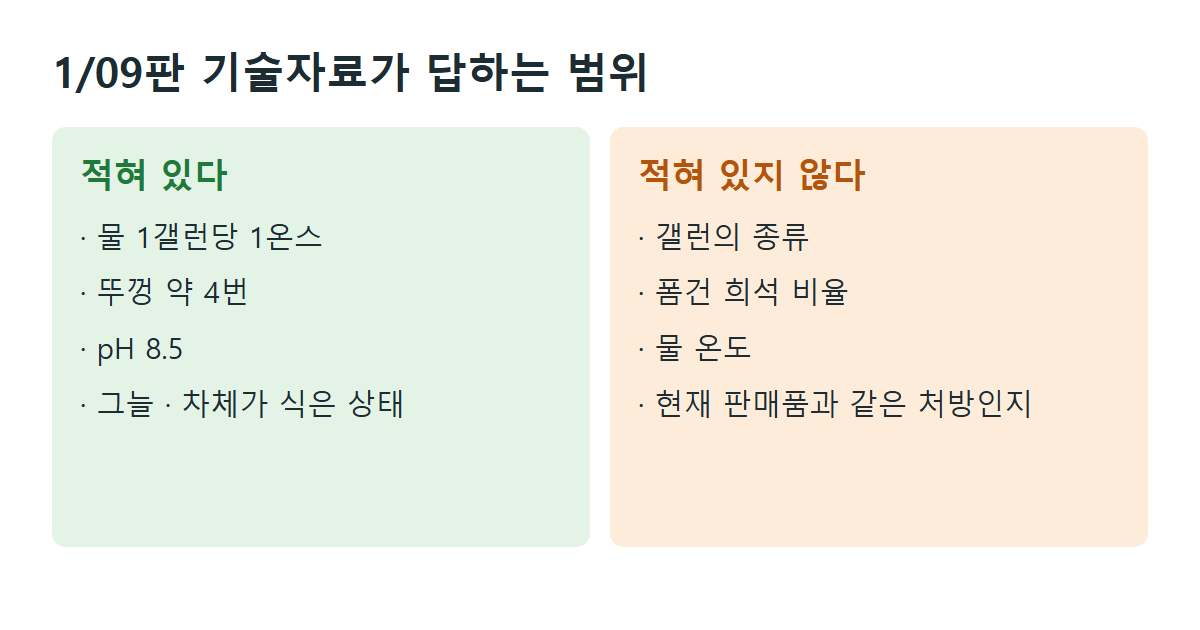 1/09판 기술자료가 답하는 범위
적혀 있다
· 물 1갤런당 1온스
· 뚜껑 약 4번
· pH 8.5
· 그늘 · 차체가 식은 상태
적혀 있지 않다
· 갤런의 종류
· 폼건 희석 비율
· 물 온도
· 현재 판매품과 같은 처방인지